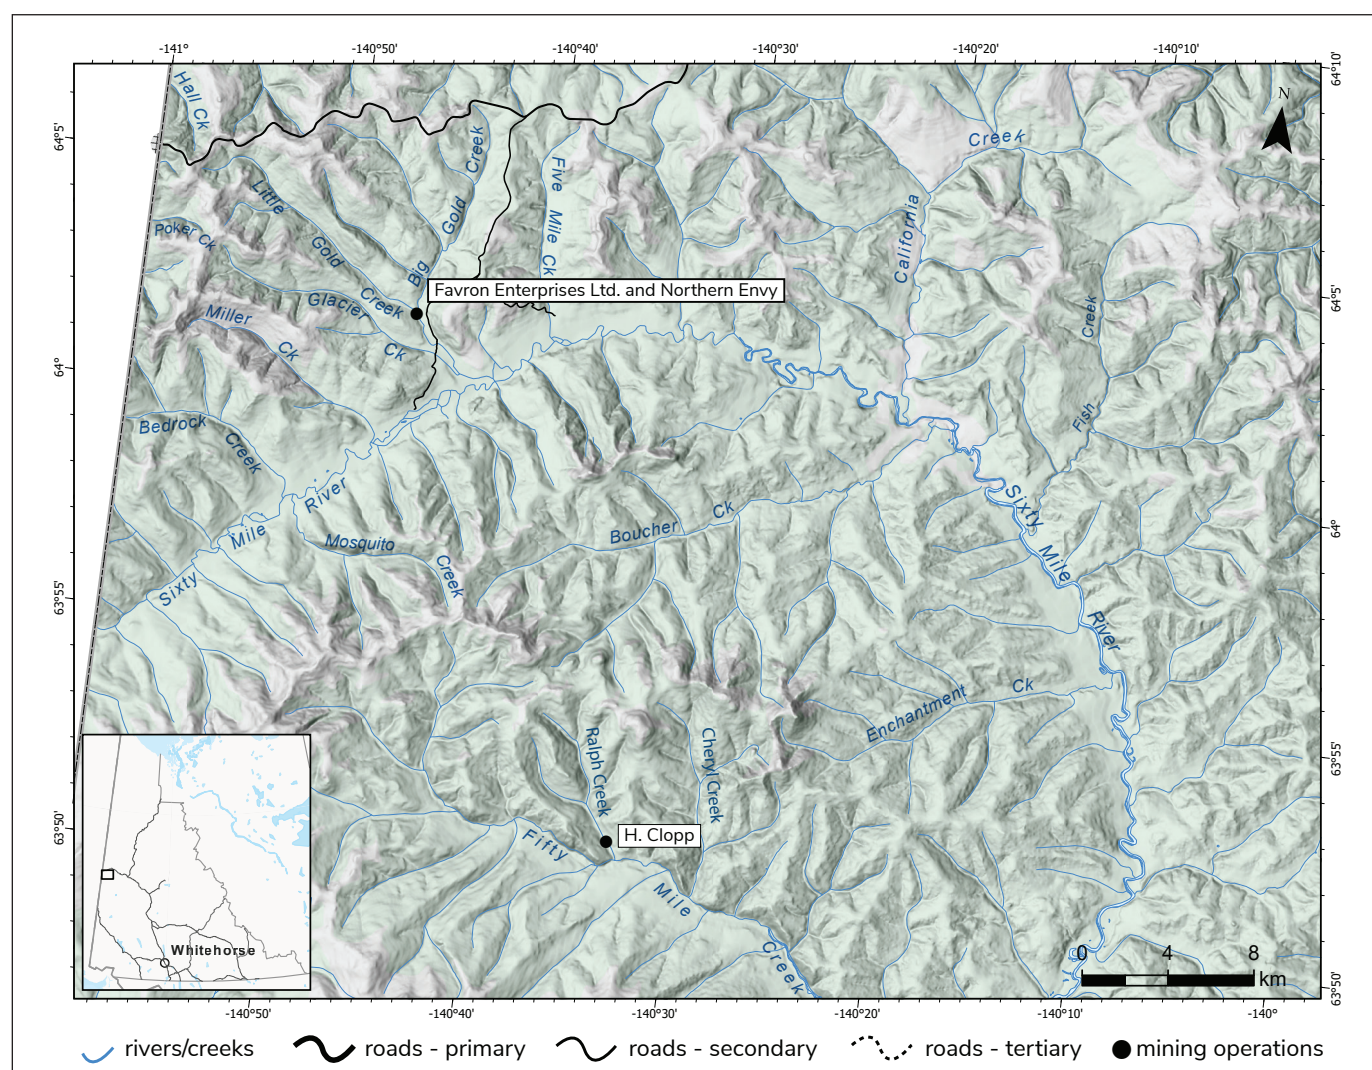 -141°
-140°50'
-140°40'
-140°30'
-140°20'
-140°10'
64°10'
N
Hall Ck
64°5'
Creek
Creek
Five
Mile
Ck
Little
Gold
Creek
Gold
Big
Poker Ck
California
Favron Enterprises Ltd. and Northern Envy
64°5'
Creek
Glacier
Ck
Miller
Ck
64°
Fish
Bedrock
Creek
River
Mile
Sixty
Boucher
Ck
Sixty
Mile
River
64°
Mosquito
Creek
63°55'
Enchantment
Ck
Ralph Creek
Cheryl Creek
63°55'
63°50'
H. Clopp
Fifty
Mile
Creek
Whitehorse
0
4
8
km
63°50'
-140°50'
-140°40'
-140°30'
-140°20'
-140°10'
-140°
rivers/creeks
roads - primary
roads - secondary
roads - tertiary
mining operations